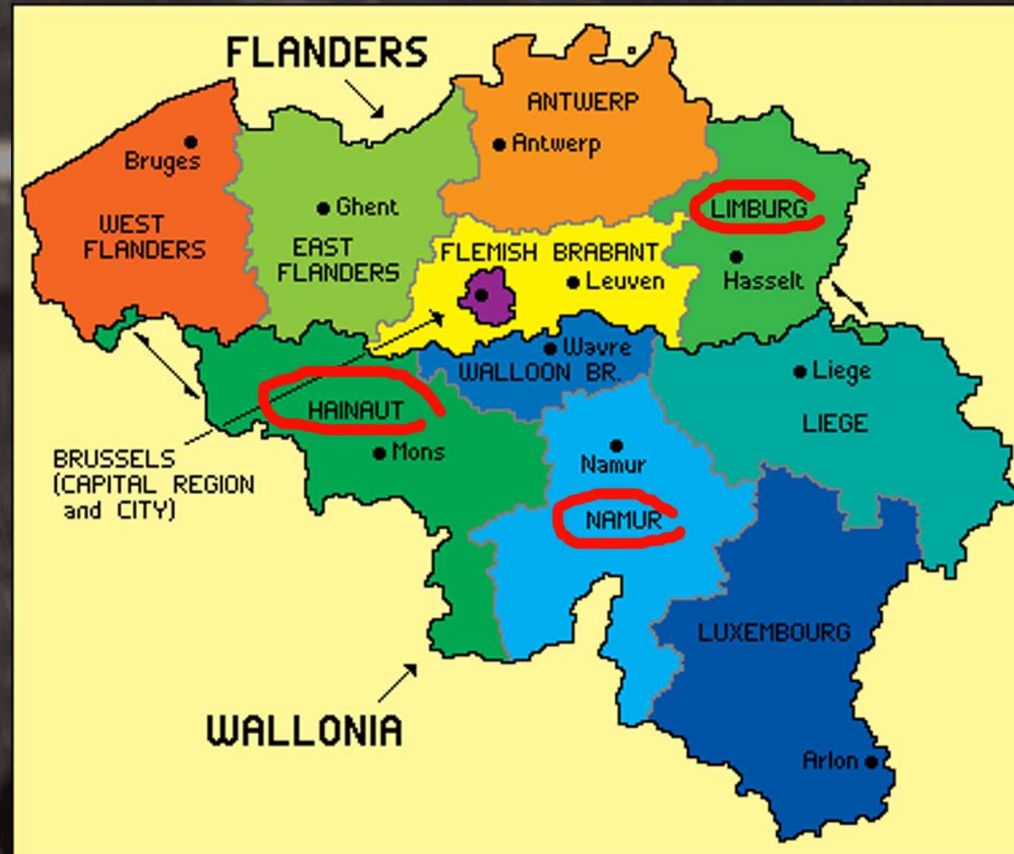 FLANDERS
ANTWERP
Antwerp
Bruges
WEST
FLANDERS
Ghent
EAST
FLANDERS
LIMBURG
Hasselt
FLEMISH BRABANT
Leuven
Wavre
WALLOON BR.
Liege
LIEGE
HAINAUT
Mons
BRUSSELS
(CAPITAL REGION
and CITY)
Namur
NAMUR
LUXEMBOURG
WALLONIA
Arlon